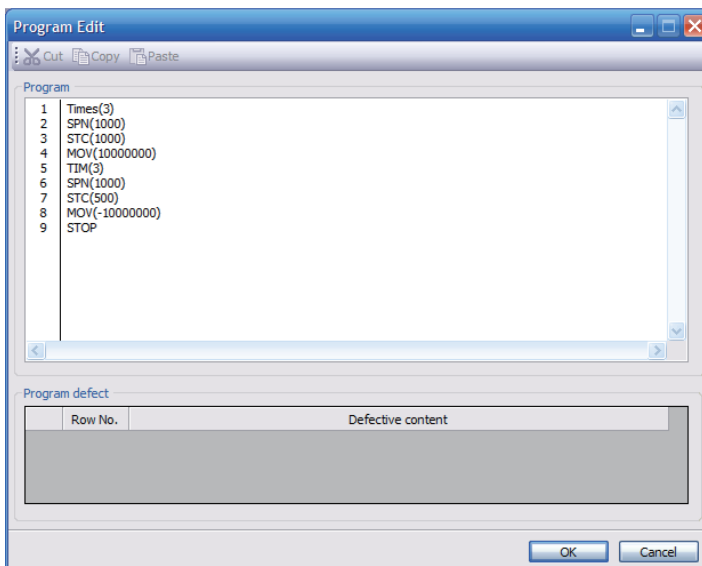 Program Edit
Cut Copy Paste
Program
1 Times(3)
2 SPN(1000)
3 STC(1000)
4 MOV(10000000)
5 TIM(3)
6 SPN(1000)
7 STC(500)
8 MOV(-10000000)
9 STOP
Program defect
Row No. Defective content
OK Cancel